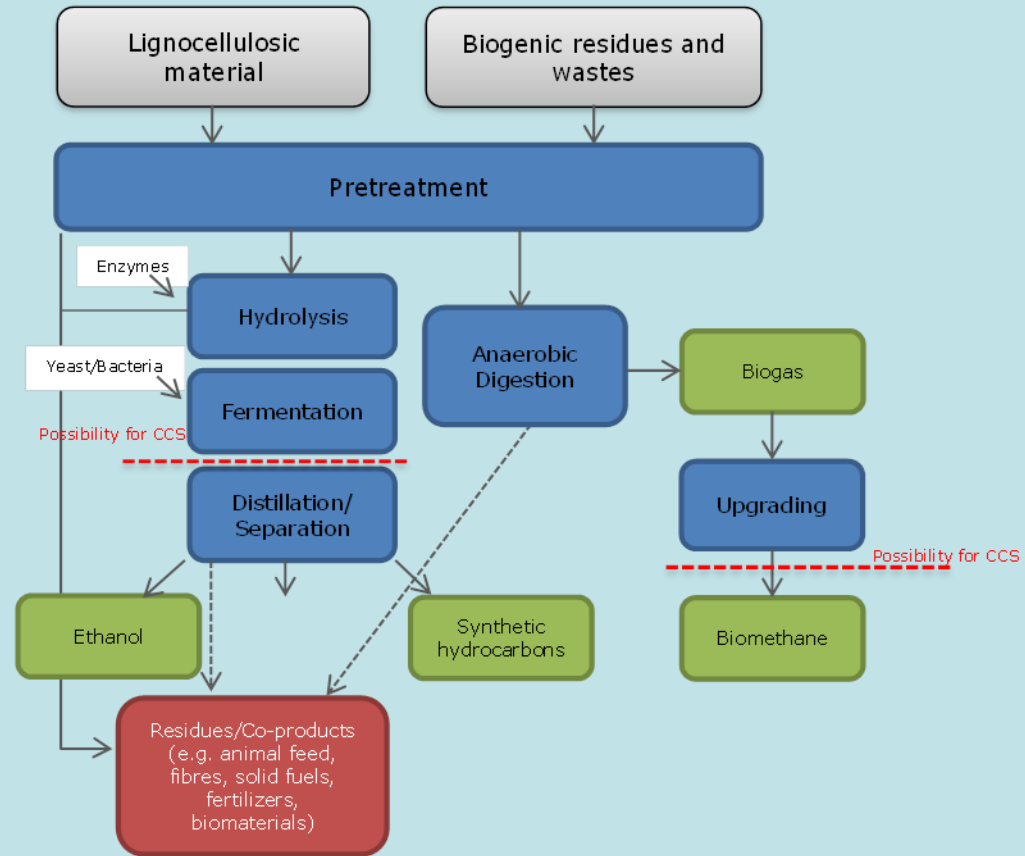 Lignocellulosic
material
Biogenic residues and
wastes
Pretreatment
Enzymes
Hydrolysis
Yeast/Bacteria
Fermentation
Possibility for CCS
Distillation/
Separation
Anaerobic
Digestion
Biogas
Upgrading
Possibility for CCS
Ethanol
Synthetic
hydrocarbons
Biomethane
Residues/Co-products
(e.g. animal feed,
fibres, solid fuels,
fertilizers,
biomaterials)